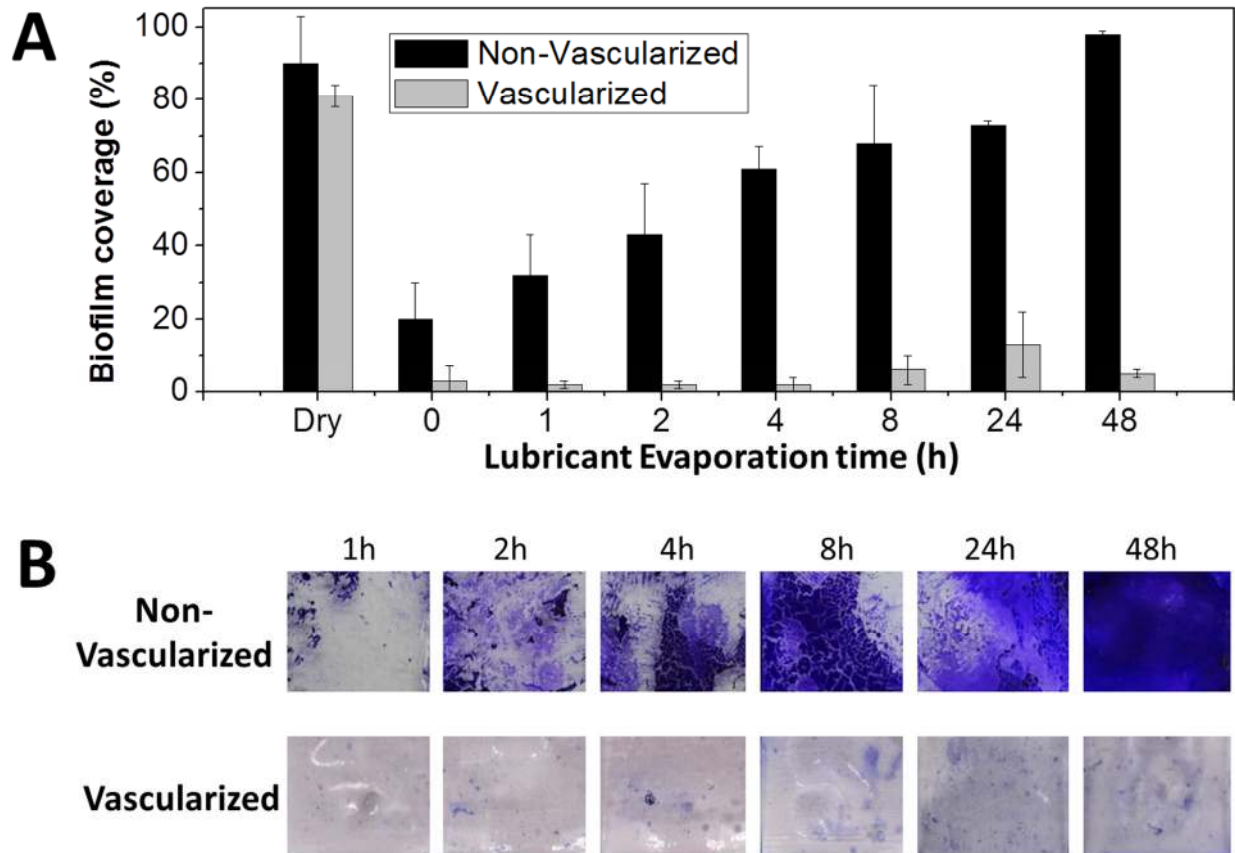 A
Biofilm coverage (%)
100
80
60
40
20
0
Non-Vascularized
Vascularized
Dry 0 1 2 4 8 24 48
Lubricant Evaporation time (h)
B
1h 2h 4h 8h 24h 48h
Non-
Vascularized
Vascularized